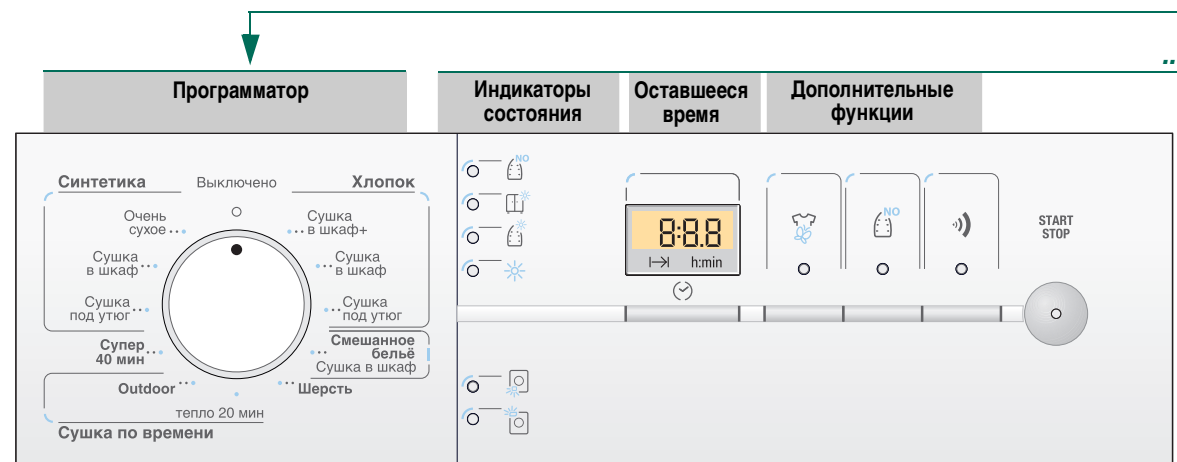 ..
Программатор
Индикаторы
состояния
Оставшееся
время
Дополнительные
функции
Синтетика
Выключено
Хлопок
Очень
сухое
Сушка
в шкаф+
Сушка
в шкаф
Сушка
в шкаф
Сушка
под утюг
Сушка
под утюг
Супер
40 мин
Смешанное
бельё
Сушка в шкаф
Outdoor
Шерсть
тепло 20 мин
Сушка по времени
NO
8:8.8
h:min
NO
START
STOP